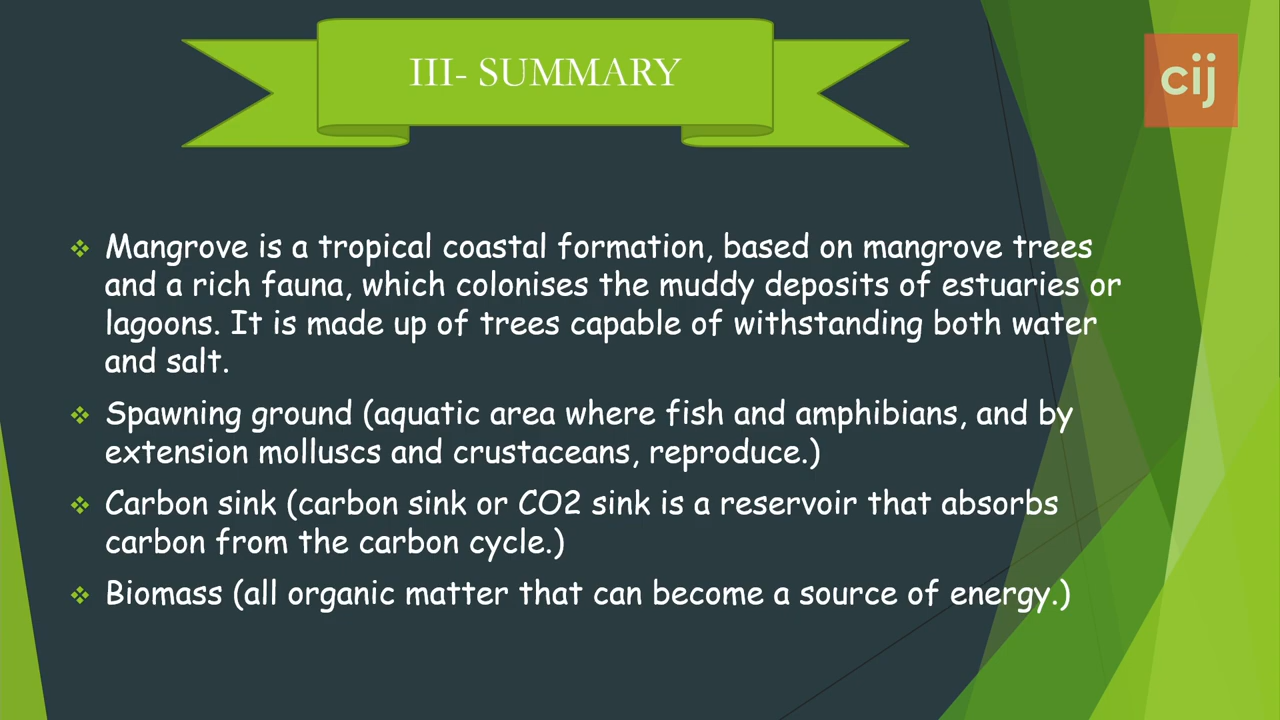 III- SUMMARY
cij
Mangrove is a tropical coastal formation, based on mangrove trees
and a rich fauna, which colonises the muddy deposits of estuaries or
lagoons. It is made up of trees capable of withstanding both water
and salt.
Spawning ground (aquatic area where fish and amphibians, and by
extension molluscs and crustaceans, reproduce.)
Carbon sink (carbon sink or CO2 sink is a reservoir that absorbs
carbon from the carbon cycle.)
Biomass (all organic matter that can become a source of energy.)